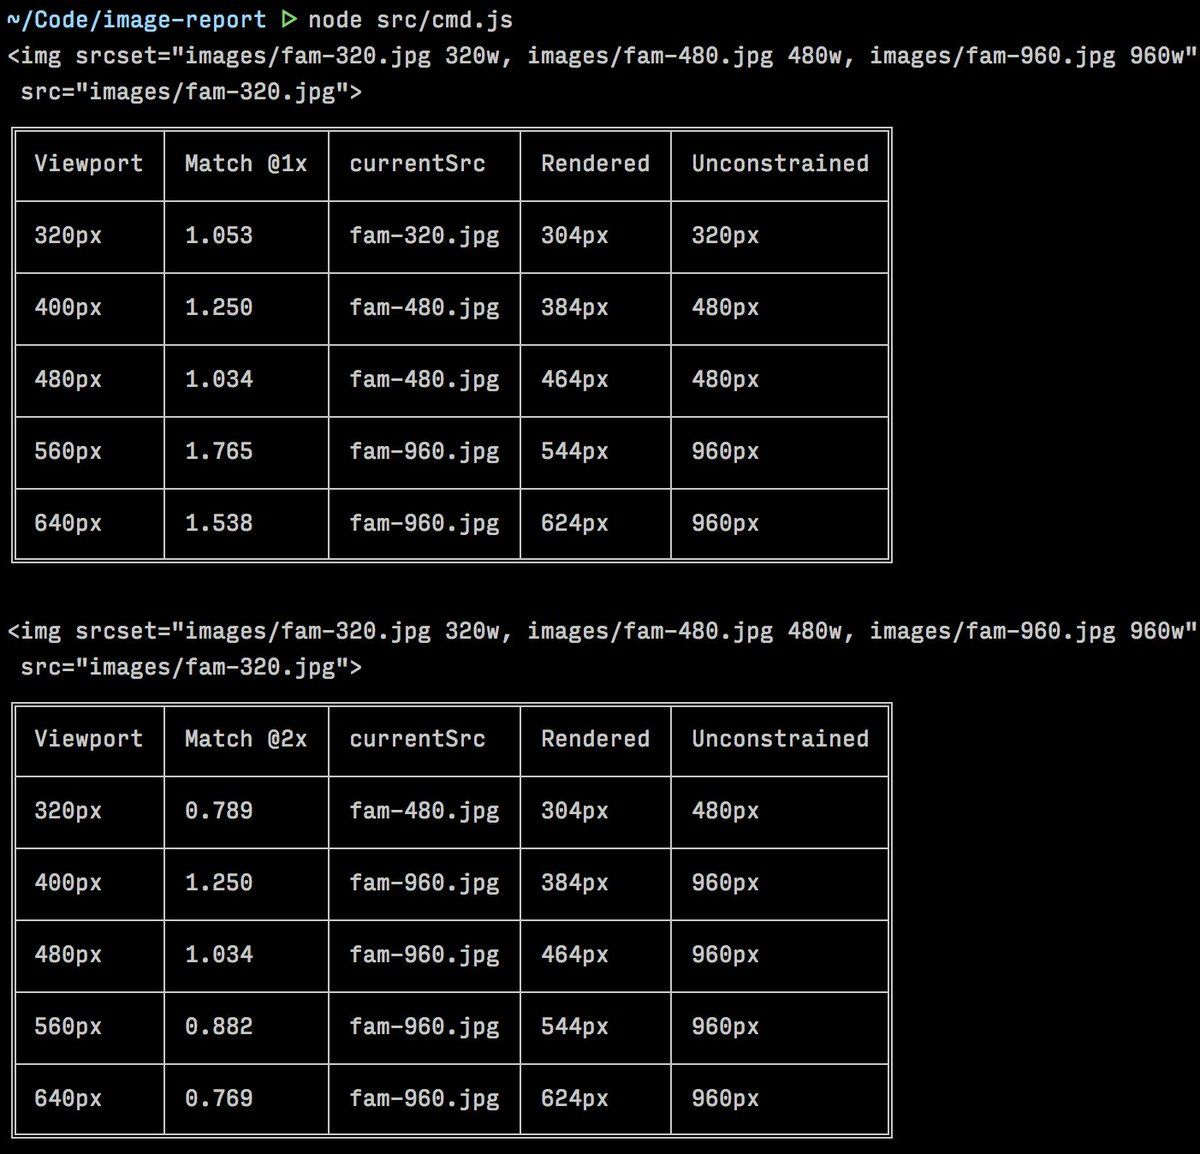 ~/Code/image-report ▷ node src/cmd.js
<img srcset="images/fam-320.jpg 320w, images/fam-480.jpg 480w, images/fam-960.jpg 960w"
src="images/fam-320.jpg">
Viewport Match @1x currentSrc Rendered Unconstrained
320px 1.053 fam-320.jpg 304px 320px
400px 1.250 fam-480.jpg 384px 480px
480px 1.034 fam-480.jpg 464px 480px
560px 1.765 fam-960.jpg 544px 960px
640px 1.538 fam-960.jpg 624px 960px
<img srcset="images/fam-320.jpg 320w, images/fam-480.jpg 480w, images/fam-960.jpg 960w"
src="images/fam-320.jpg">
Viewport Match @2x currentSrc Rendered Unconstrained
320px 0.789 fam-480.jpg 304px 480px
400px 1.250 fam-960.jpg 384px 960px
480px 1.034 fam-960.jpg 464px 960px
560px 0.882 fam-960.jpg 544px 960px
640px 0.769 fam-960.jpg 624px 960px